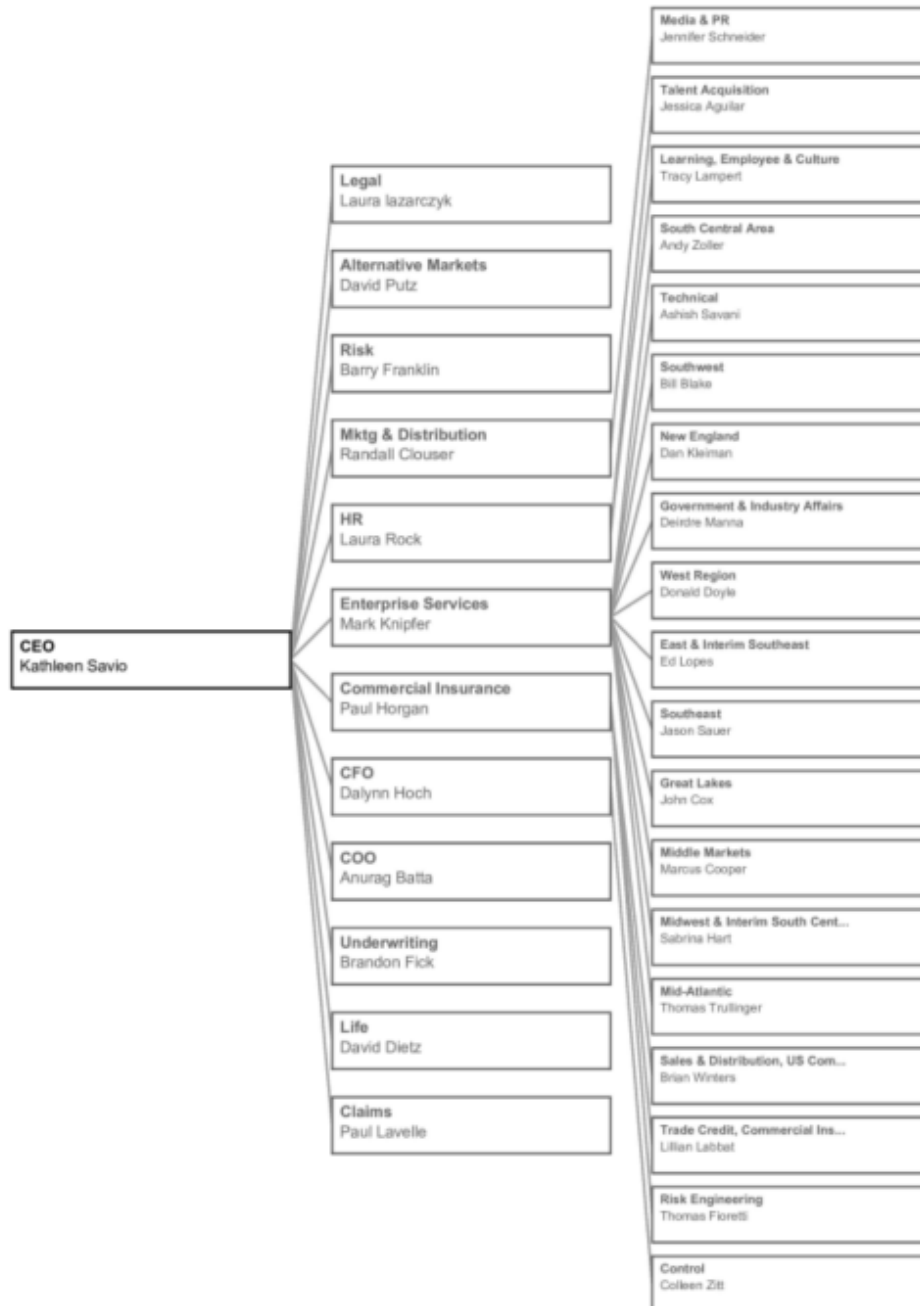 CEO
Kathleen Savio
Legal
Laura lazarczyk
Alternative Markets
David Putz
Risk
Barry Franklin
Mktg & Distribution
Randall Clouser
HR
Laura Rock
Enterprise Services
Mark Knipfer
Commercial Insurance
Paul Horgan
CFO
Dalynn Hoch
COO
Anurag Batta
Underwriting
Brandon Fick
Life
David Dietz
Claims
Paul Lavelle
Media & PR
Jennifer Schneider
Talent Acquisition
Jessica Aguilar
Learning, Employee & Culture
Tracy Lampert
South Central Area
Andy Zoller
Technical
Ashish Savani
Southwest
Bill Blake
New England
Dan Kleiman
Government & Industry Affairs
Deirdre Manna
West Region
Donald Doyle
East & Interim Southeast
Ed Lopes
Southeast
Jason Sauer
Great Lakes
John Cox
Middle Markets
Marcus Cooper
Midwest & Interim South Cent...
Sabrina Hart
Mid-Atlantic
Thomas Trullinger
Sales & Distribution, US Com...
Brian Winters
Trade Credit, Commercial Ins...
Lillian Labbat
Risk Engineering
Thomas Fioretti
Control
Colleen Zitt